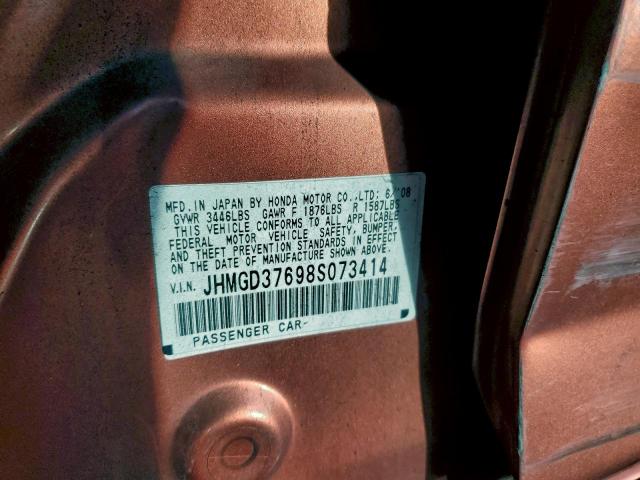 MFD. IN JAPAN BY HONDA MOTOR CO.,LTD: 6/'08
GVWR 3446LBS GAWR F 1878LBS R 1587LBS
THIS VEHICLE CONFORMS TO ALL APPLICABLE
FEDERAL MOTOR VEHICLE SAFETY, BUMPER,
AND THEFT PREVENTION STANDARDS IN EFFECT
ON THE DATE OF MANUFACTURE SHOWN ABOVE.
V.I.N. JHMGD37698S073414
PASSENGER CAR